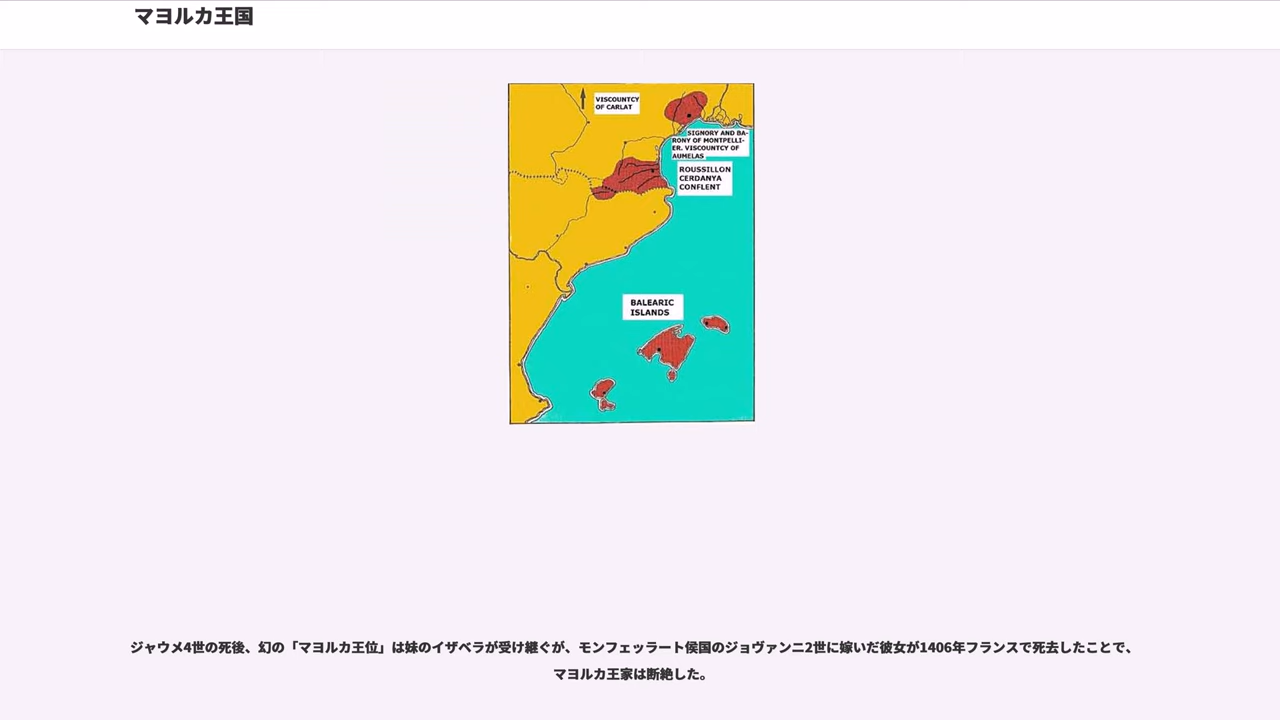 マヨルカ王国
VISCOUNTCY
OF CARLAT
SIGNORY AND BA-
RONY OF MONTPELLI-
ER. VISCOUNTCY OF
AUMELAS
ROUSSILLON
CERDANYA
CONFLENT
BALEARIC
ISLANDS
ジャウメ4世の死後、幻の「マヨルカ王位」は妹のイザベラが受け継ぐが、モンフェッラート侯国のジョヴァンニ2世に嫁いだ彼女が1406年フランスで死去したことで、
マヨルカ王家は断絶した。